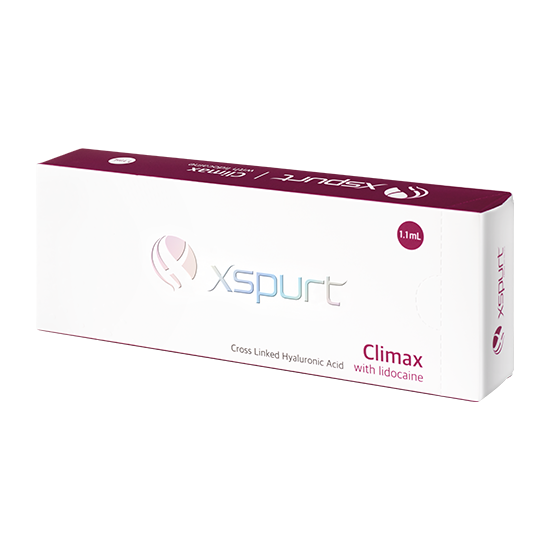 with lidocaine
Climax
xspurt
1.1mL
xspurt
Cross Linked Hyaluronic Acid
Climax
with lidocaine
xspurt